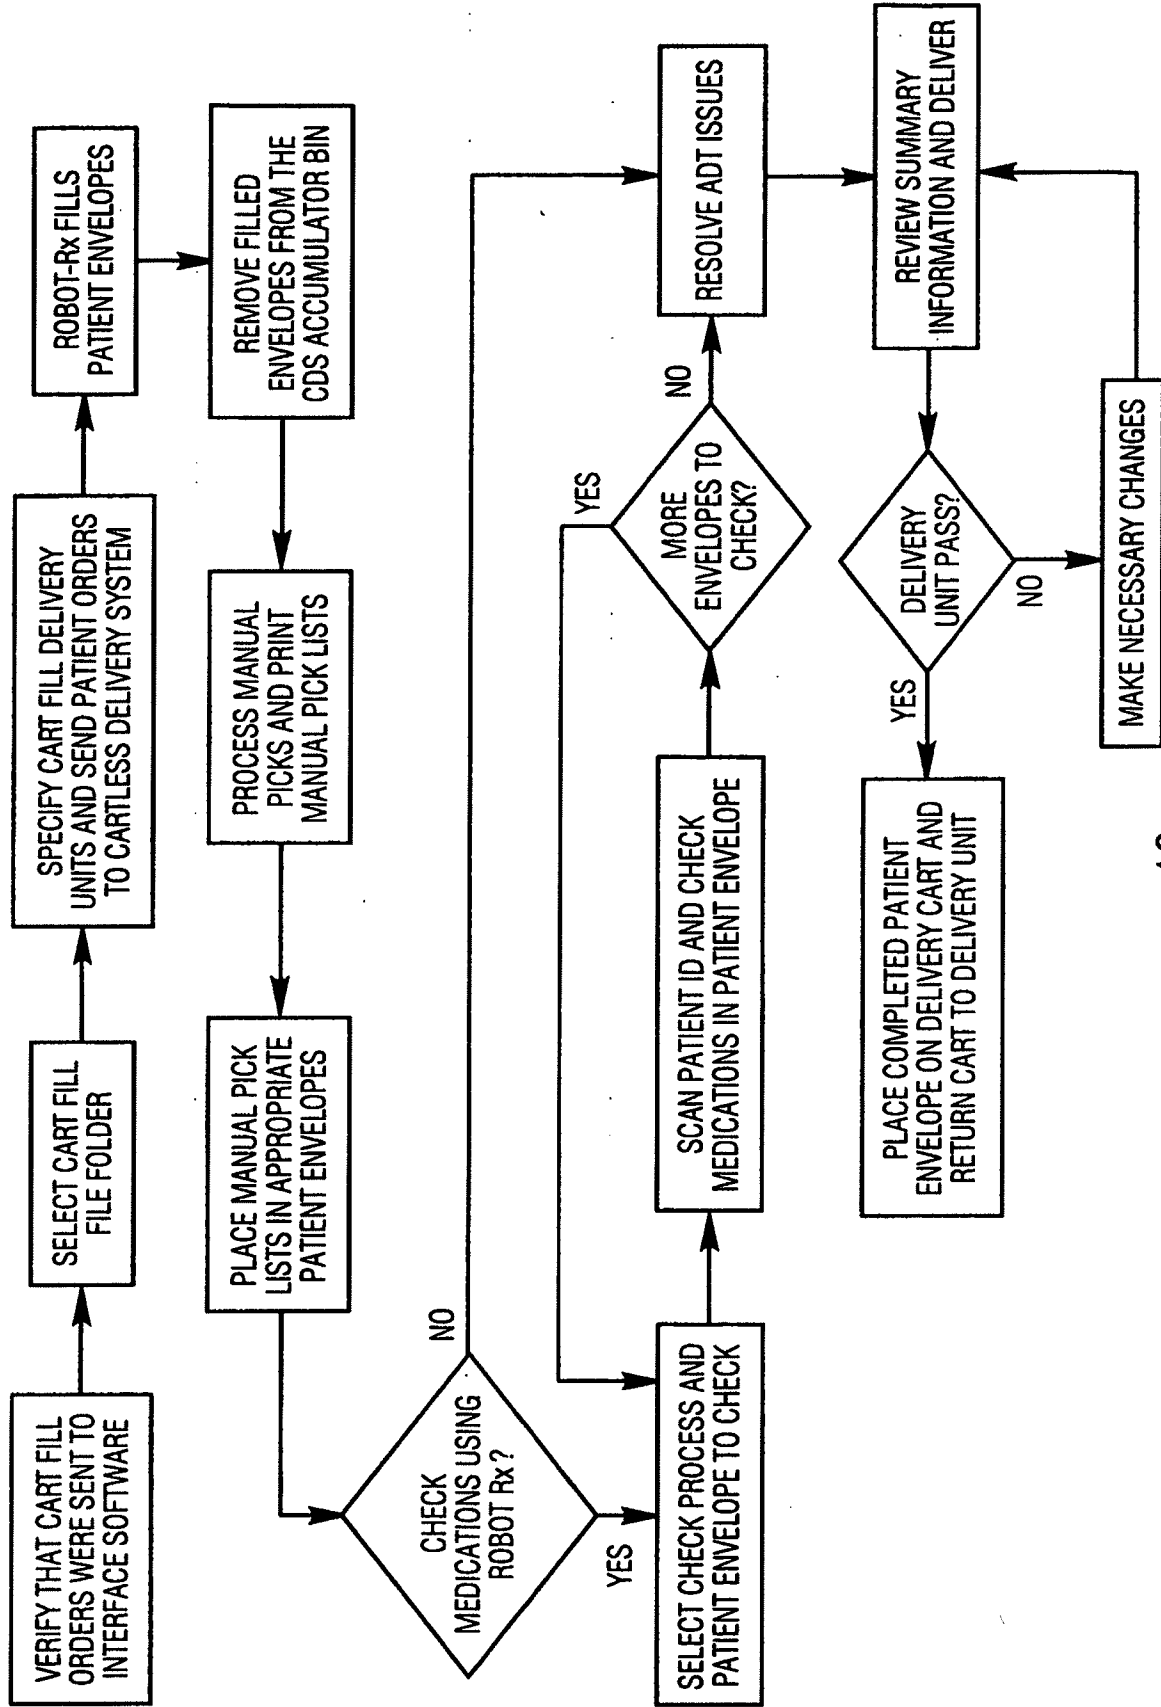 VERIFY THAT CART FILL
ORDERS WERE SENT TO
INTERFACE SOFTWARE
SELECT CART FILL
FILE FOLDER
SPECIFY CART FILL DELIVERY
UNITS AND SEND PATIENT ORDERS
TO CARTLESS DELIVERY SYSTEM
ROBOT-Rx FILLS
PATIENT ENVELOPES
REMOVE FILLED
ENVELOPES FROM THE
CDS ACCUMULATOR BIN
PROCESS MANUAL
PICKS AND PRINT
MANUAL PICK LISTS
PLACE MANUAL PICK
LISTS IN APPROPRIATE
PATIENT ENVELOPES
CHECK
MEDICATIONS USING
ROBOT Rx?
NO
YES
SELECT CHECK PROCESS AND
PATIENT ENVELOPE TO CHECK
SCAN PATIENT ID AND CHECK
MEDICATIONS IN PATIENT ENVELOPE
MORE
ENVELOPES TO
CHECK?
YES
NO
RESOLVE ADT ISSUES
REVIEW SUMMARY
INFORMATION AND DELIVER
DELIVERY
UNIT PASS?
YES
NO
PLACE COMPLETED PATIENT
ENVELOPE ON DELIVERY CART AND
RETURN CART TO DELIVERY UNIT
MAKE NECESSARY CHANGES